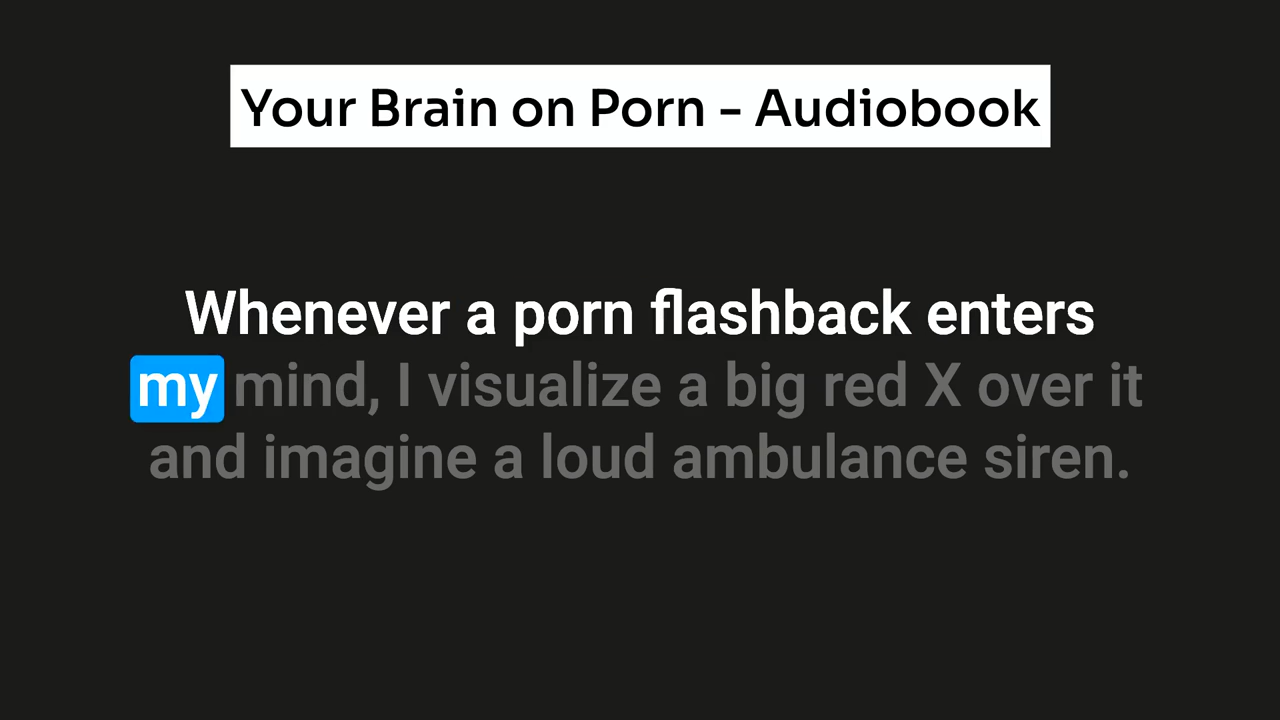 Your Brain on Porn - Audiobook
Whenever a porn flashback enters
my mind, I visualize a big red X over it
and imagine a loud ambulance siren.